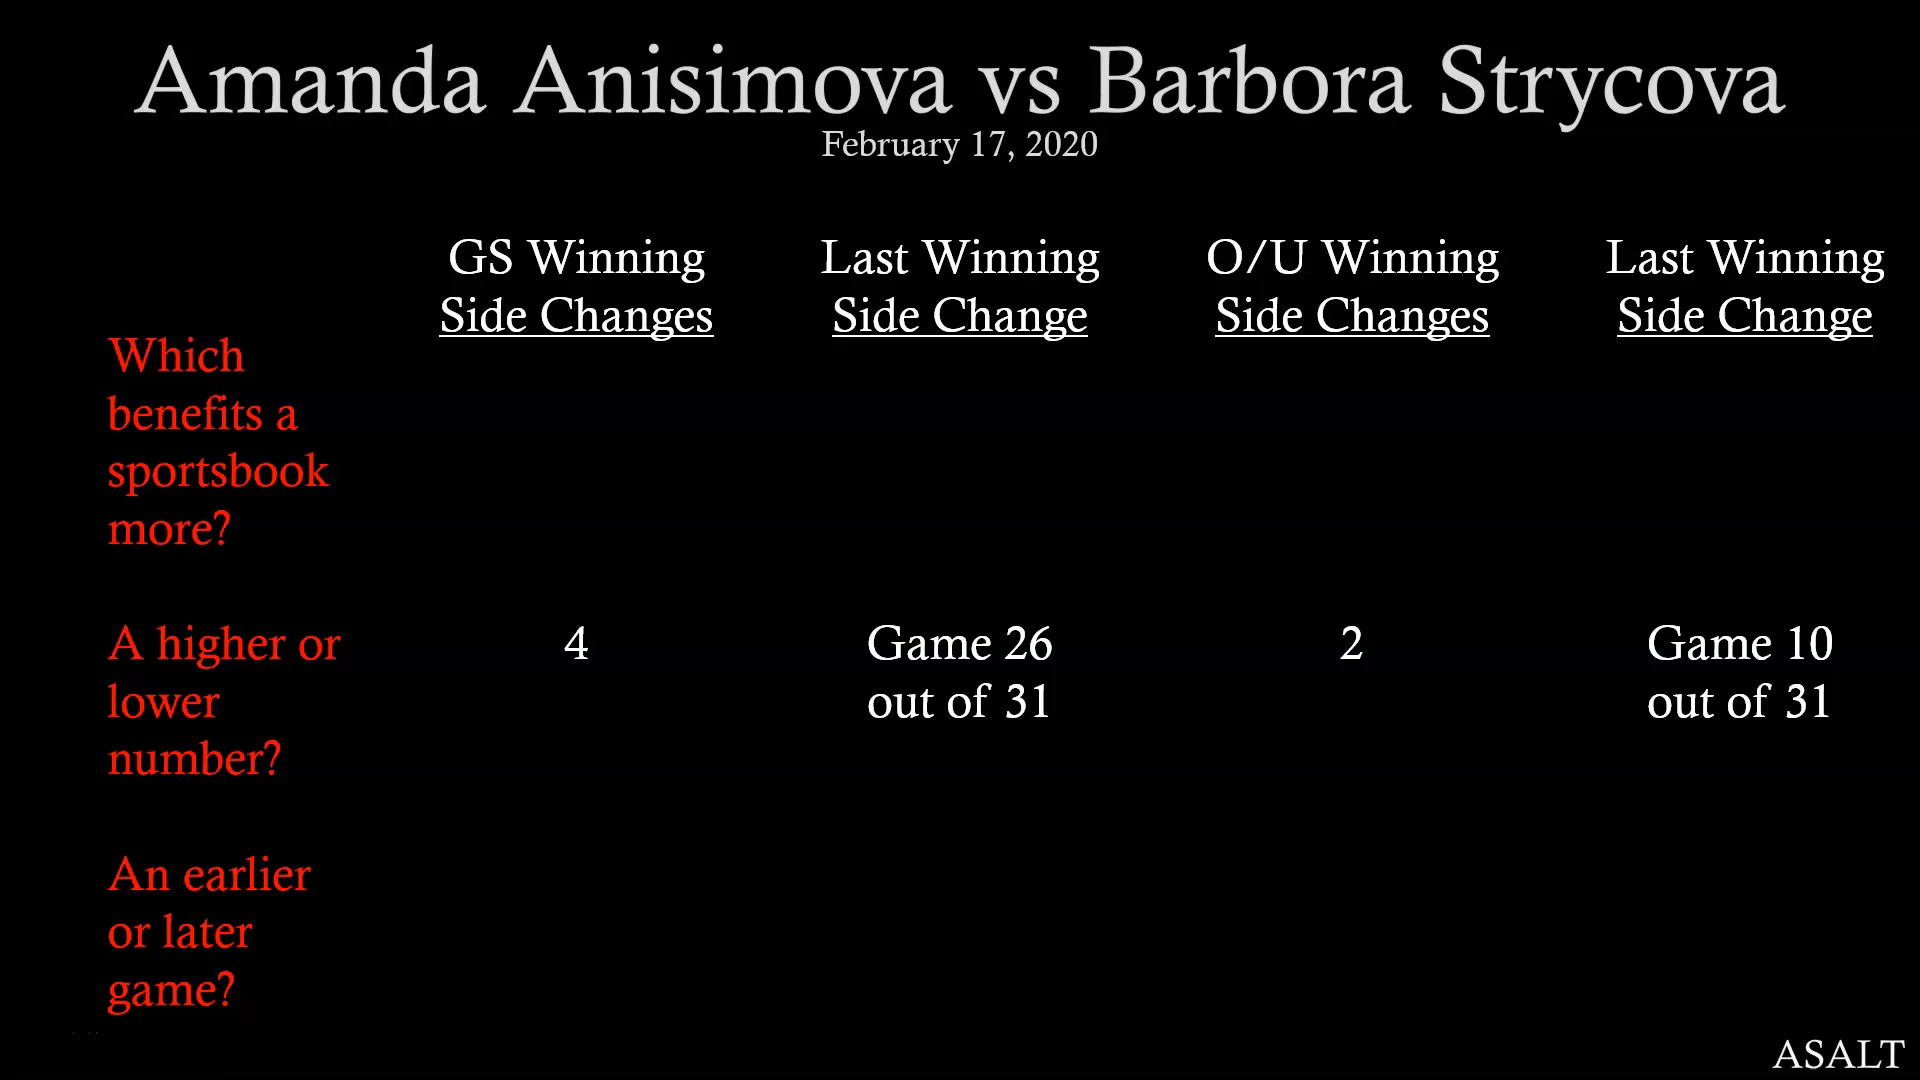 Amanda Anisimova vs Barbora Strycova
February 17, 2020
GS Winning
Side Changes
Last Winning
Side Change
O/U Winning
Side Changes
Last Winning
Side Change
Which
benefits a
sportsbook
more?
A higher or
lower
number?
4
Game 26
out of 31
2
Game 10
out of 31
An earlier
or later
game?
ASALT